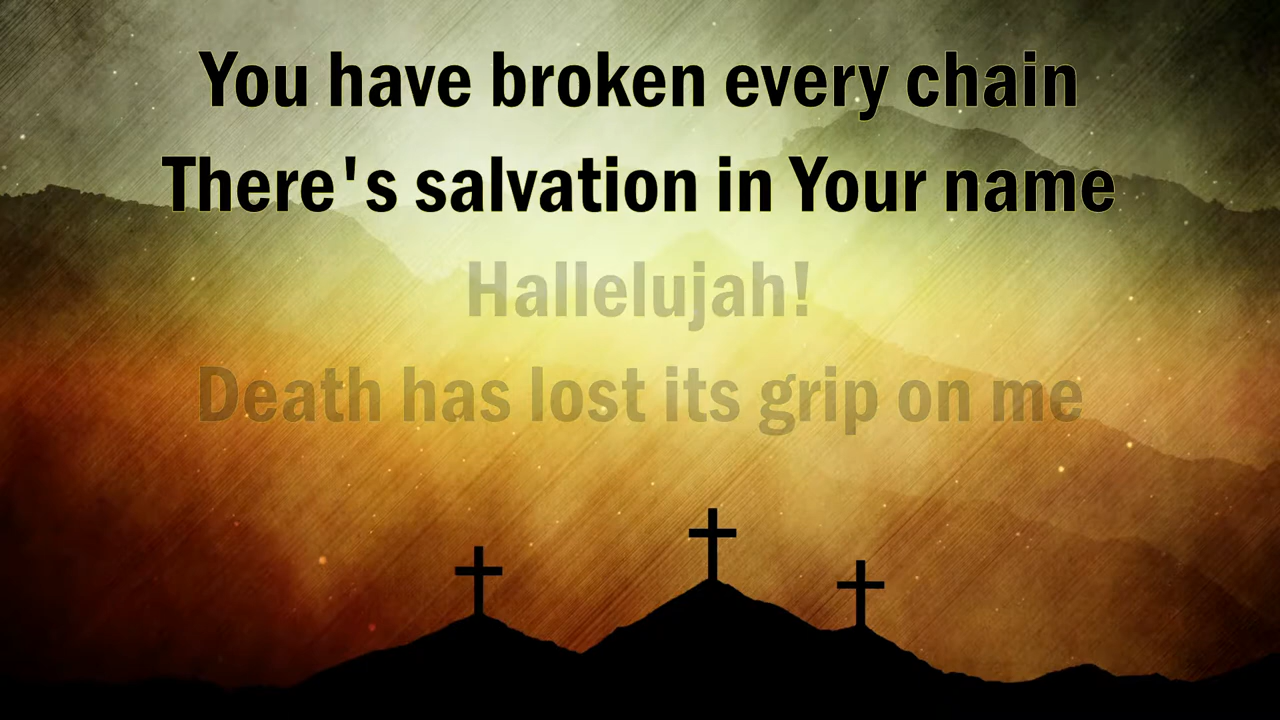 You have broken every chain
There's salvation in Your name
Hallelujah!
Death has lost its grip on me